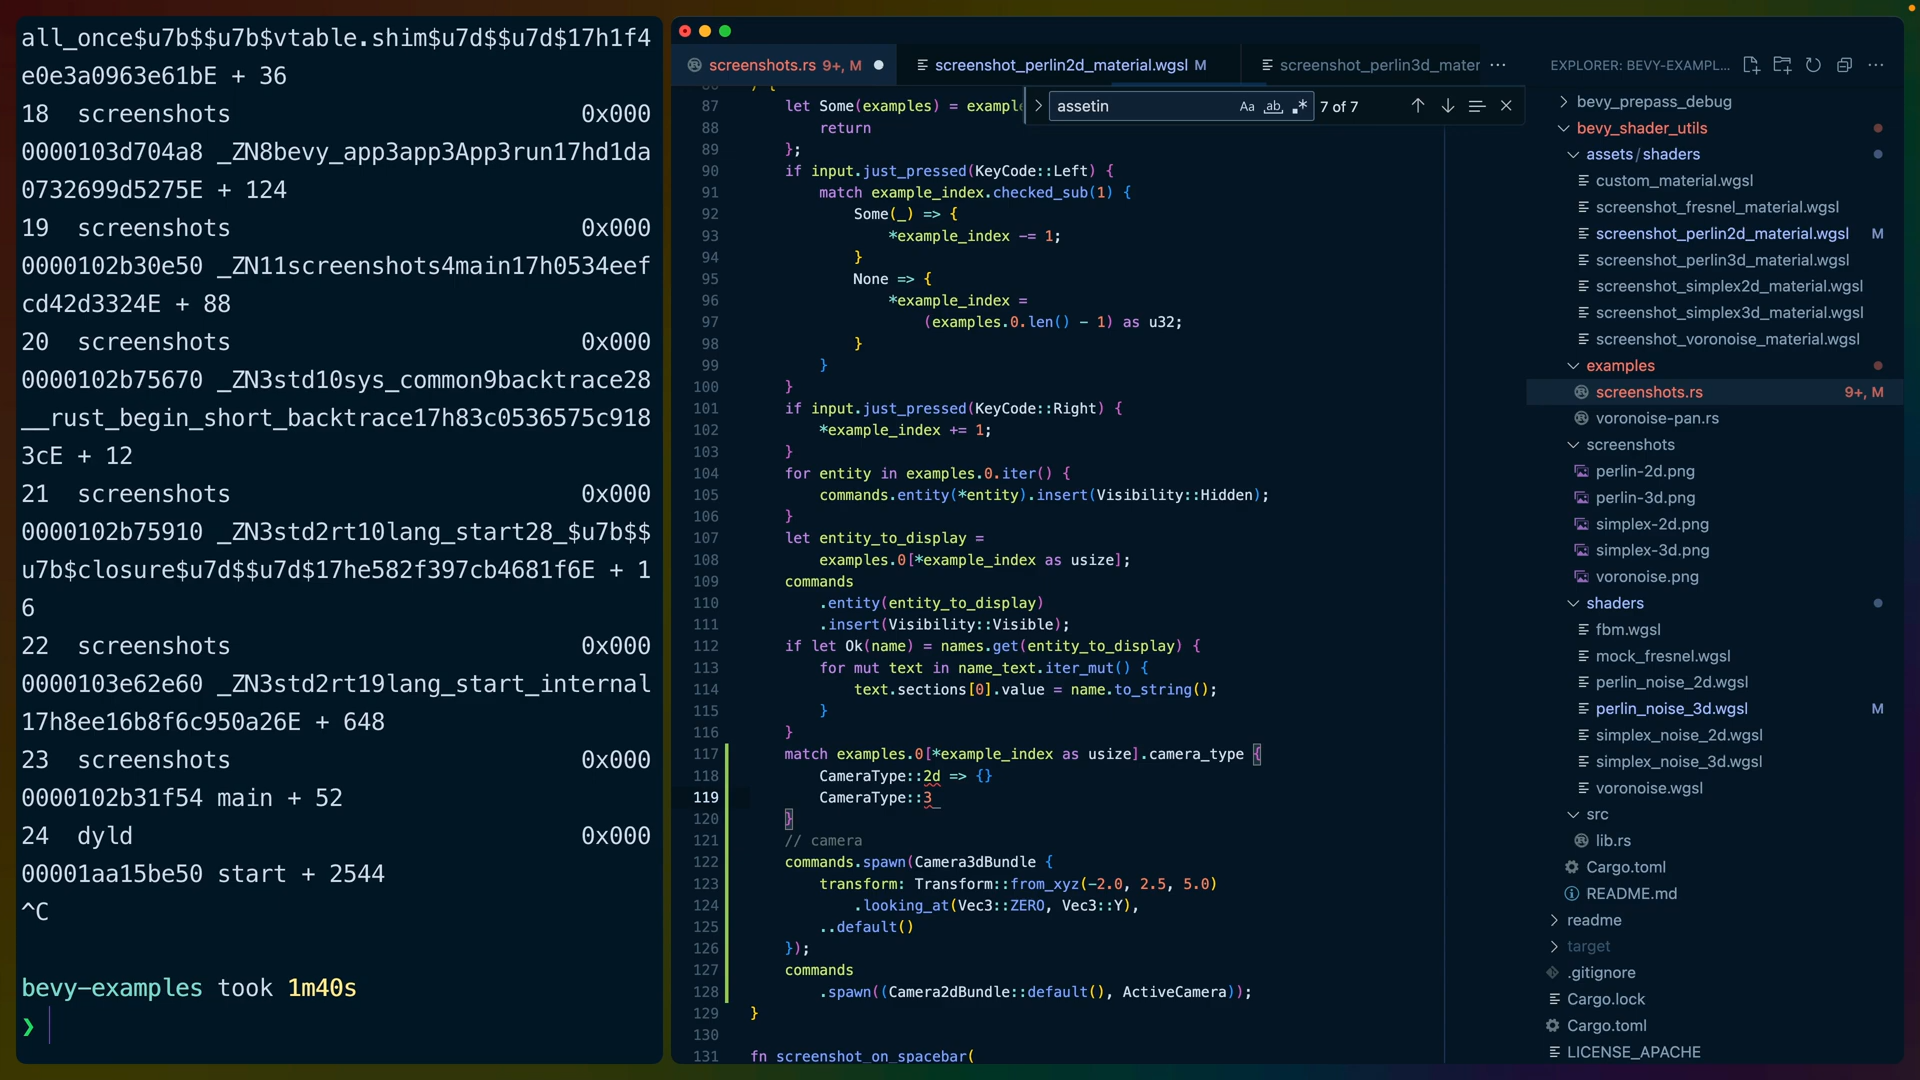 all_once$u7b$$u7b$vtable.shim$u7d$$u7d$17h1f4
e0e3a0963e61bE + 36
18  screenshots                      0x000
0000103d704a8 _ZN8bevy_app3app3App3run17hd1da
0732699d5275E + 124
19  screenshots                      0x000
0000102b30e50 _ZN11screenshots4main17h0534eef
cd42d3324E + 88
20  screenshots                      0x000
0000102b75670 _ZN3std10sys_common9backtrace28
__rust_begin_short_backtrace17h83c0536575c918
3cE + 12
21  screenshots                      0x000
0000102b75910 _ZN3std2rt10lang_start28_$u7b$$
u7b$closure$u7d$$u7d$17he582f397cb4681f6E + 1
6
22  screenshots                      0x000
0000103e62e60 _ZN3std2rt19lang_start_internal
17h8ee16b8f6c950a26E + 648
23  screenshots                      0x000
0000102b31f54 main + 52
24  dyld                             0x000
00001aa15be50 start + 2544
^C
bevy-examples took 1m40s
❯
screenshots.rs 9+, M
screenshot_perlin2d_material.wgsl M
screenshot_perlin3d_mater ···
assetin Aa ab .* 7 of 7
87 let Some(examples) = exampl
88 return
89 };
90 if input.just_pressed(KeyCode::Left) {
91 match example_index.checked_sub(1) {
92 Some(_) => {
93 *example_index -= 1;
94 }
95 None => {
96 *example_index =
97 (examples.0.len() - 1) as u32;
98 }
99 }
100 }
101 if input.just_pressed(KeyCode::Right) {
102 *example_index += 1;
103 }
104 for entity in examples.0.iter() {
105 commands.entity(*entity).insert(Visibility::Hidden);
106 }
107 let entity_to_display =
108 examples.0[*example_index as usize];
109 commands
110 .entity(entity_to_display)
111 .insert(Visibility::Visible);
112 if let Ok(name) = names.get(entity_to_display) {
113 for mut text in name_text.iter_mut() {
114 text.sections[0].value = name.to_string();
115 }
116 }
117 match examples.0[*example_index as usize].camera_type {
118 CameraType::2d => {}
119 CameraType::3_
120 }
121 // camera
122 commands.spawn(Camera3dBundle {
123 transform: Transform::from_xyz(-2.0, 2.5, 5.0)
124 .looking_at(Vec3::ZERO, Vec3::Y),
125 ..default()
126 });
127 commands
128 .spawn((Camera2dBundle::default(), ActiveCamera));
129 }
130
131 fn screenshot_on_spacebar(
EXPLORER: BEVY-EXAMPL... ···
bevy_prepass_debug
bevy_shader_utils
assets/shaders
custom_material.wgsl
screenshot_fresnel_material.wgsl
screenshot_perlin2d_material.wgsl M
screenshot_perlin3d_material.wgsl
screenshot_simplex2d_material.wgsl
screenshot_simplex3d_material.wgsl
screenshot_voronoise_material.wgsl
examples
screenshots.rs 9+, M
voronoise-pan.rs
screenshots
perlin-2d.png
perlin-3d.png
simplex-2d.png
simplex-3d.png
voronoise.png
shaders
fbm.wgsl
mock_fresnel.wgsl
perlin_noise_2d.wgsl
perlin_noise_3d.wgsl M
simplex_noise_2d.wgsl
simplex_noise_3d.wgsl
voronoise.wgsl
src
lib.rs
Cargo.toml
README.md
readme
target
.gitignore
Cargo.lock
Cargo.toml
LICENSE_APACHE